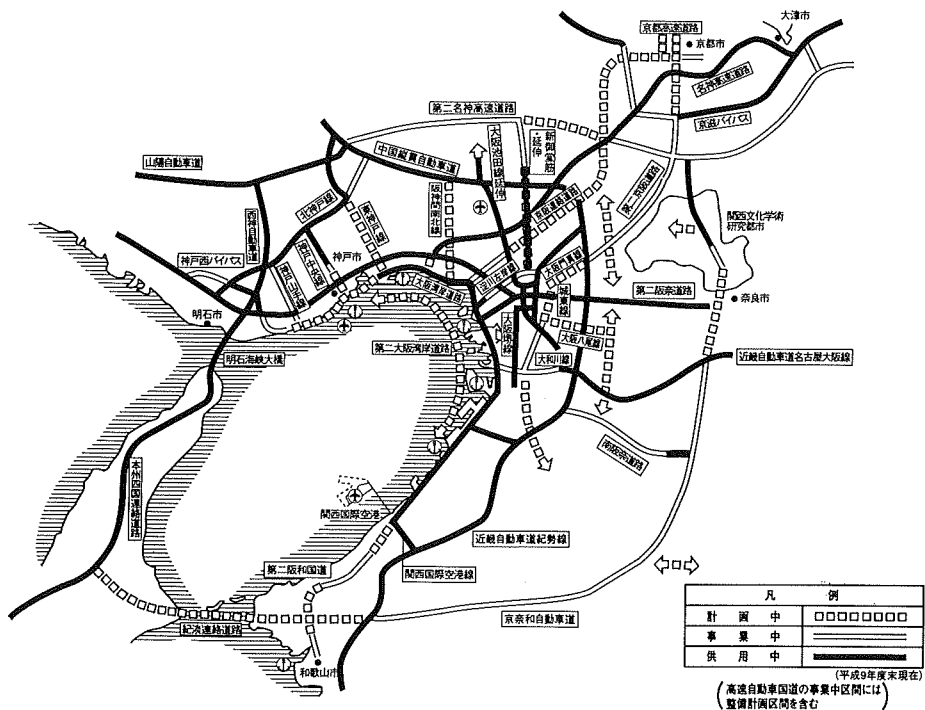 大津市
京都高速道路
京都市
名神高速道路
京滋バイパス
第二名神高速道路
新御堂筋・延伸
大阪池田線延伸
中国縦貫自動車道
山陽自動車道
阪神間南北線
第二京阪道路
北神戸線
東神戸線
西神自動車道
関西文化学術
研究都市
神戸西バイパス
神戸中央線
神戸市
神戸山手線
大阪湾岸道路
淀川左岸線
大阪門真線
城東線
第二阪奈道路
奈良市
明石市
第二大阪湾岸道路
大阪堺線
大阪八尾線
大和川線
近畿自動車道名古屋大阪線
明石海峡大橋
南阪奈道路
本州四国連絡道路
関西国際空港
近畿自動車道紀勢線
第二阪和国道
関西国際空港線
京奈和自動車道
紀淡連絡道路
和歌山市
凡例
計画中
事業中
供用中
(平成9年度末現在)
(高速自動車国道の事業中区間には
整備計画区間を含む)